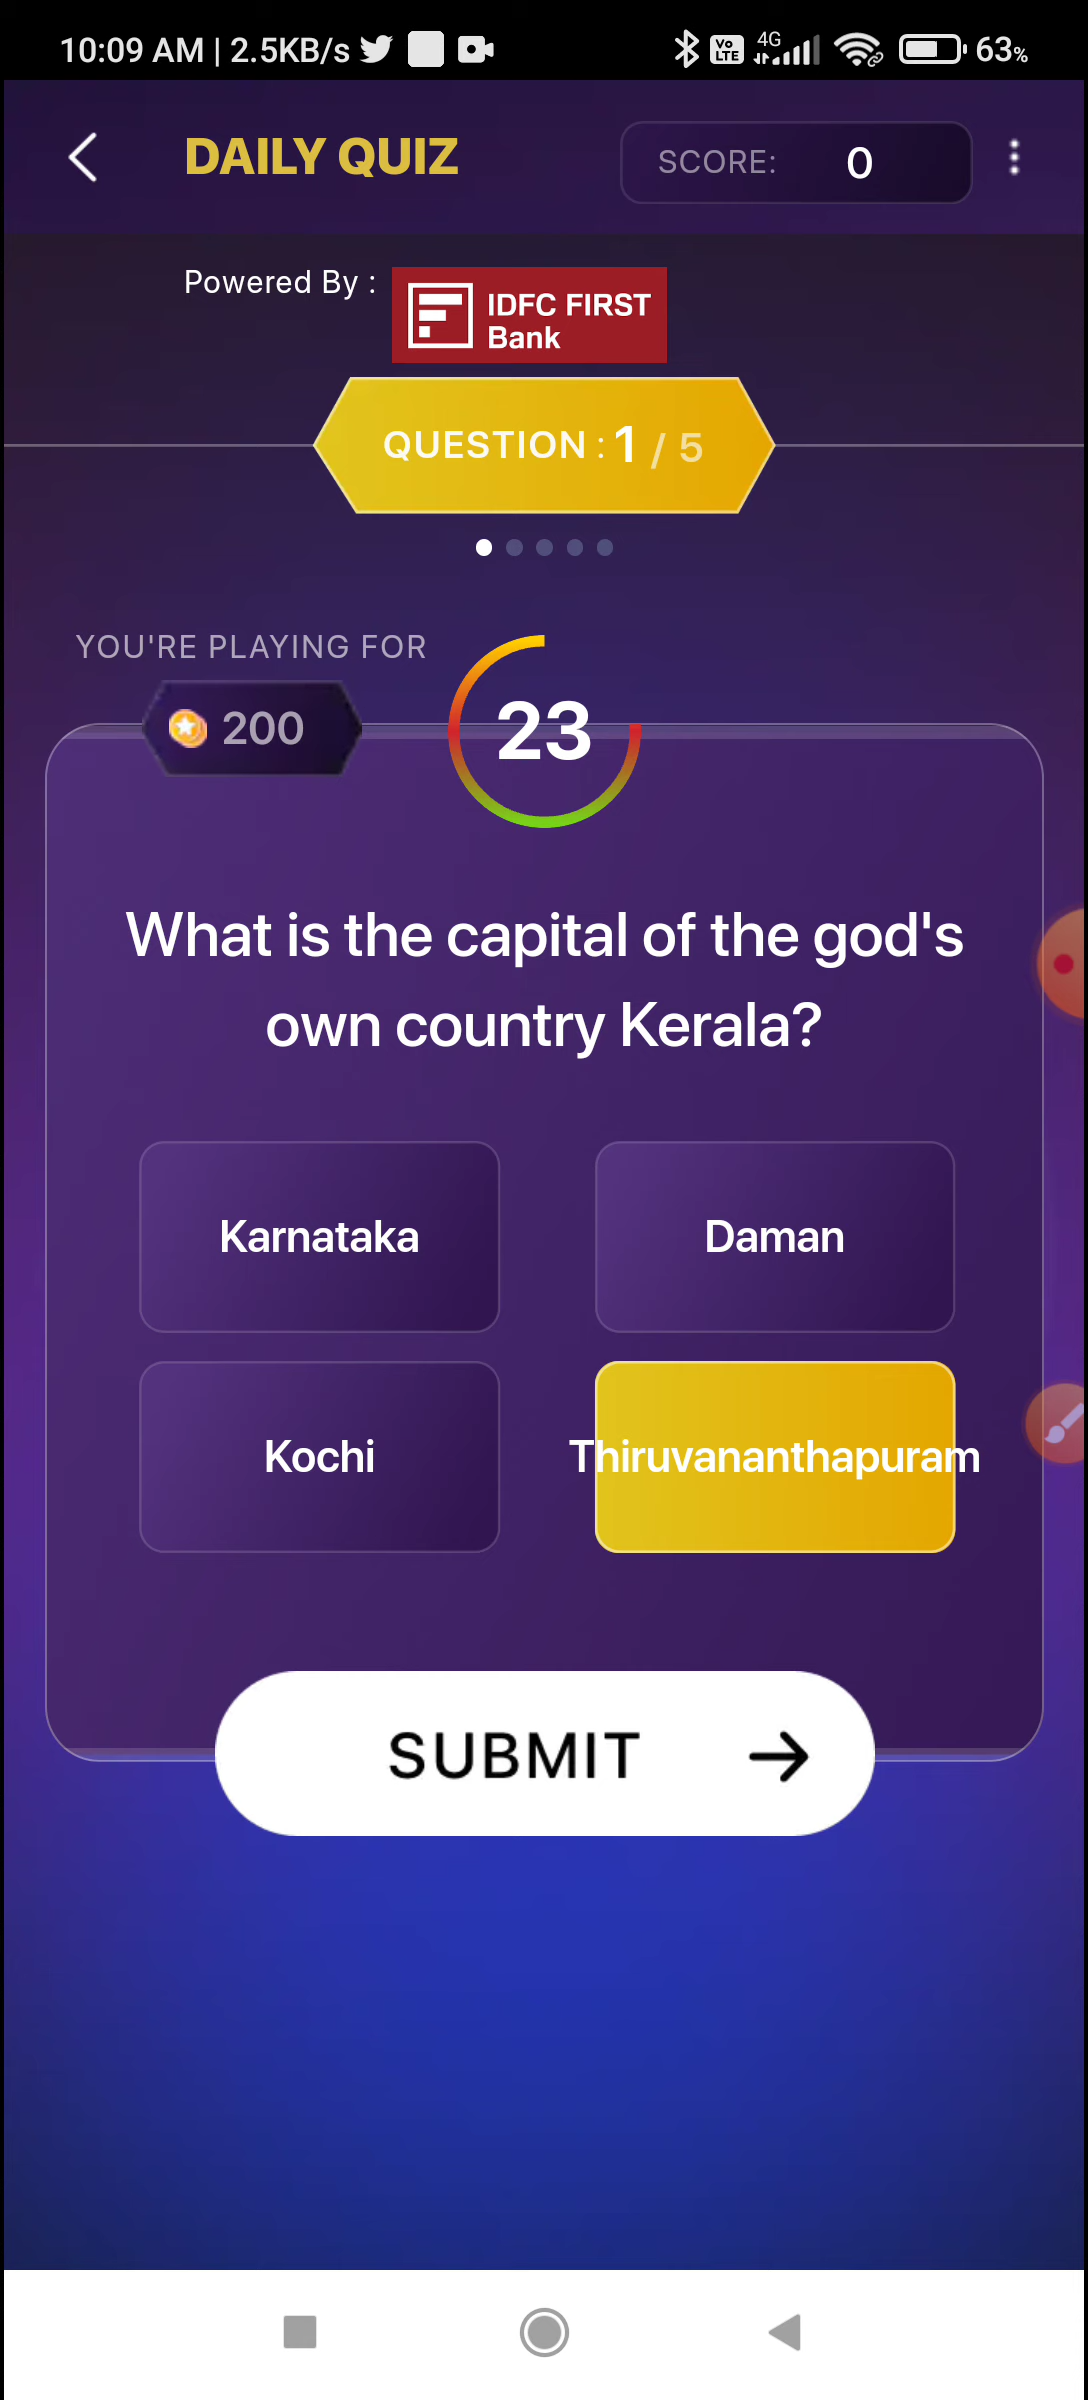 10:09 AM | 2.5KB/s
Vo LTE 4G 63%
DAILY QUIZ
SCORE: 0
Powered By :
IDFC FIRST
Bank
QUESTION : 1 / 5
YOU'RE PLAYING FOR
200
23
What is the capital of the god's
own country Kerala?
Karnataka
Daman
Kochi
Thiruvananthapuram
SUBMIT